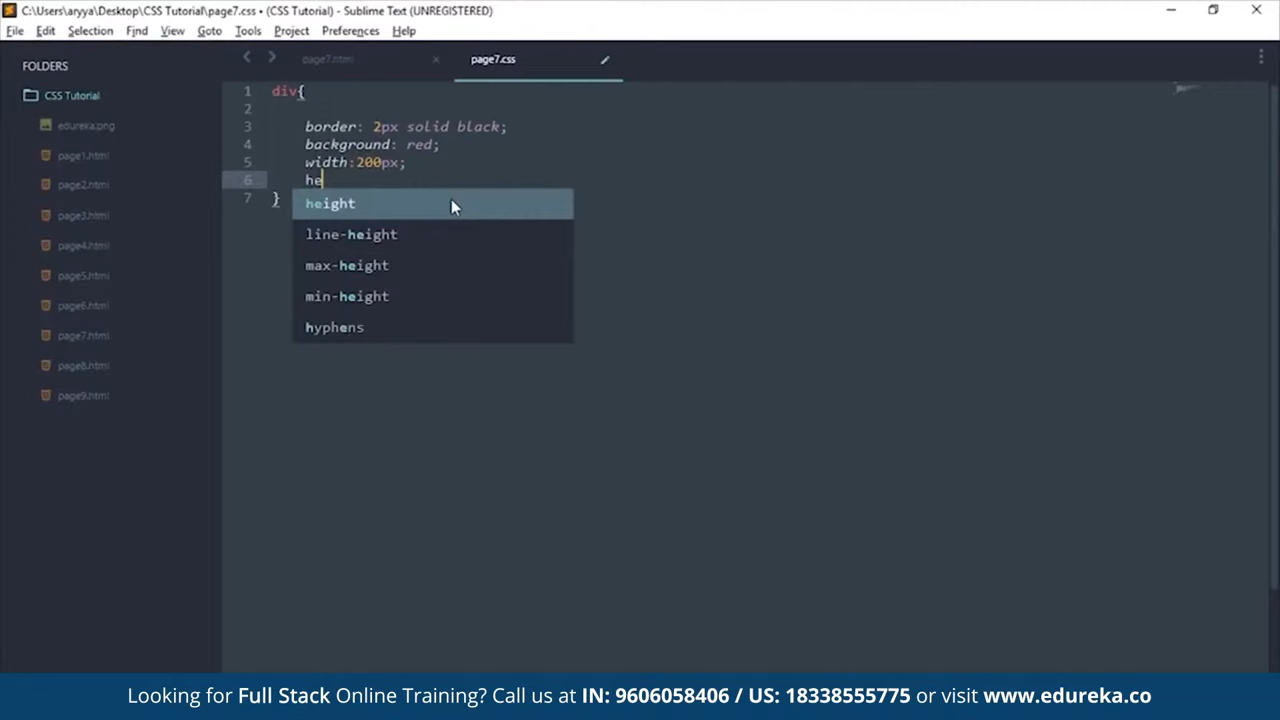 C:\Users\aryya\Desktop\CSS Tutorial\page7.css • (CSS Tutorial) - Sublime Text (UNREGISTERED)
File Edit Selection Find View Goto Tools Project Preferences Help
FOLDERS
CSS Tutorial
edureka.png
page1.html
page2.html
page3.html
page4.html
page5.html
page6.html
page7.html
page8.html
page9.html
page7.html × page7.css
1 div{
2
3 border: 2px solid black;
4 background: red;
5 width:200px;
6 he
7 }
height
line-height
max-height
min-height
hyphens
Looking for Full Stack Online Training? Call us at IN: 9606058406 / US: 18338555775 or visit www.edureka.co